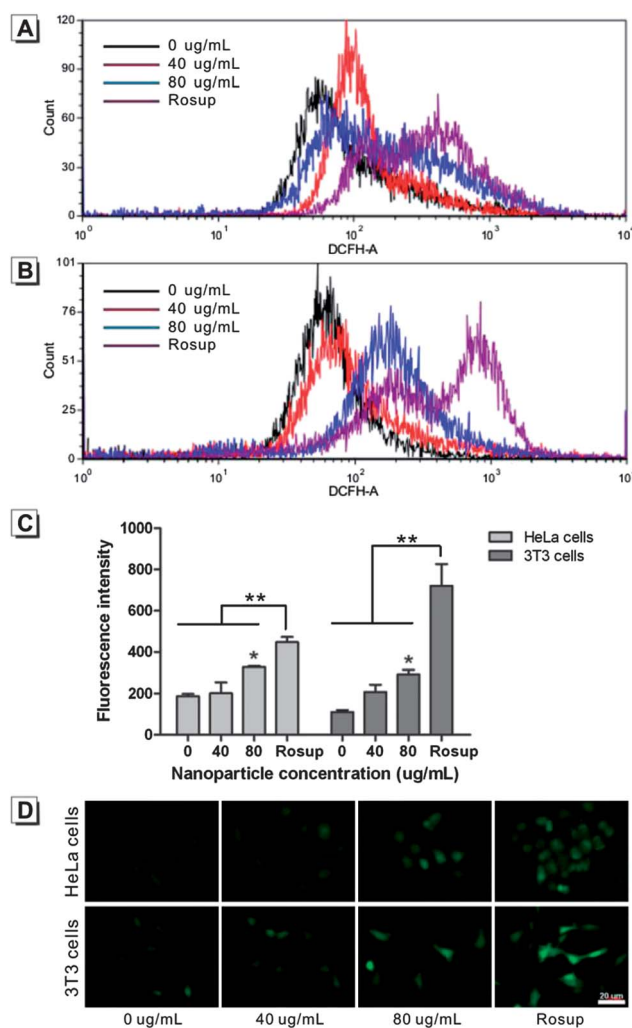 A
120
90
60
30
0
Count
0 ug/mL
40 ug/mL
80 ug/mL
Rosup
10⁰ 10¹ 10² 10³ 10
DCFH-A
B
101
76
51
25
0
Count
0 ug/mL
40 ug/mL
80 ug/mL
Rosup
10⁰ 10¹ 10² 10³ 10
DCFH-A
C
1000
800
600
400
200
0
Fluorescence intensity
HeLa cells
3T3 cells
**
**
*
*
0 40 80 Rosup 0 40 80 Rosup
Nanoparticle concentration (ug/mL)
D
HeLa cells
3T3 cells
20 um
0 ug/mL 40 ug/mL 80 ug/mL Rosup